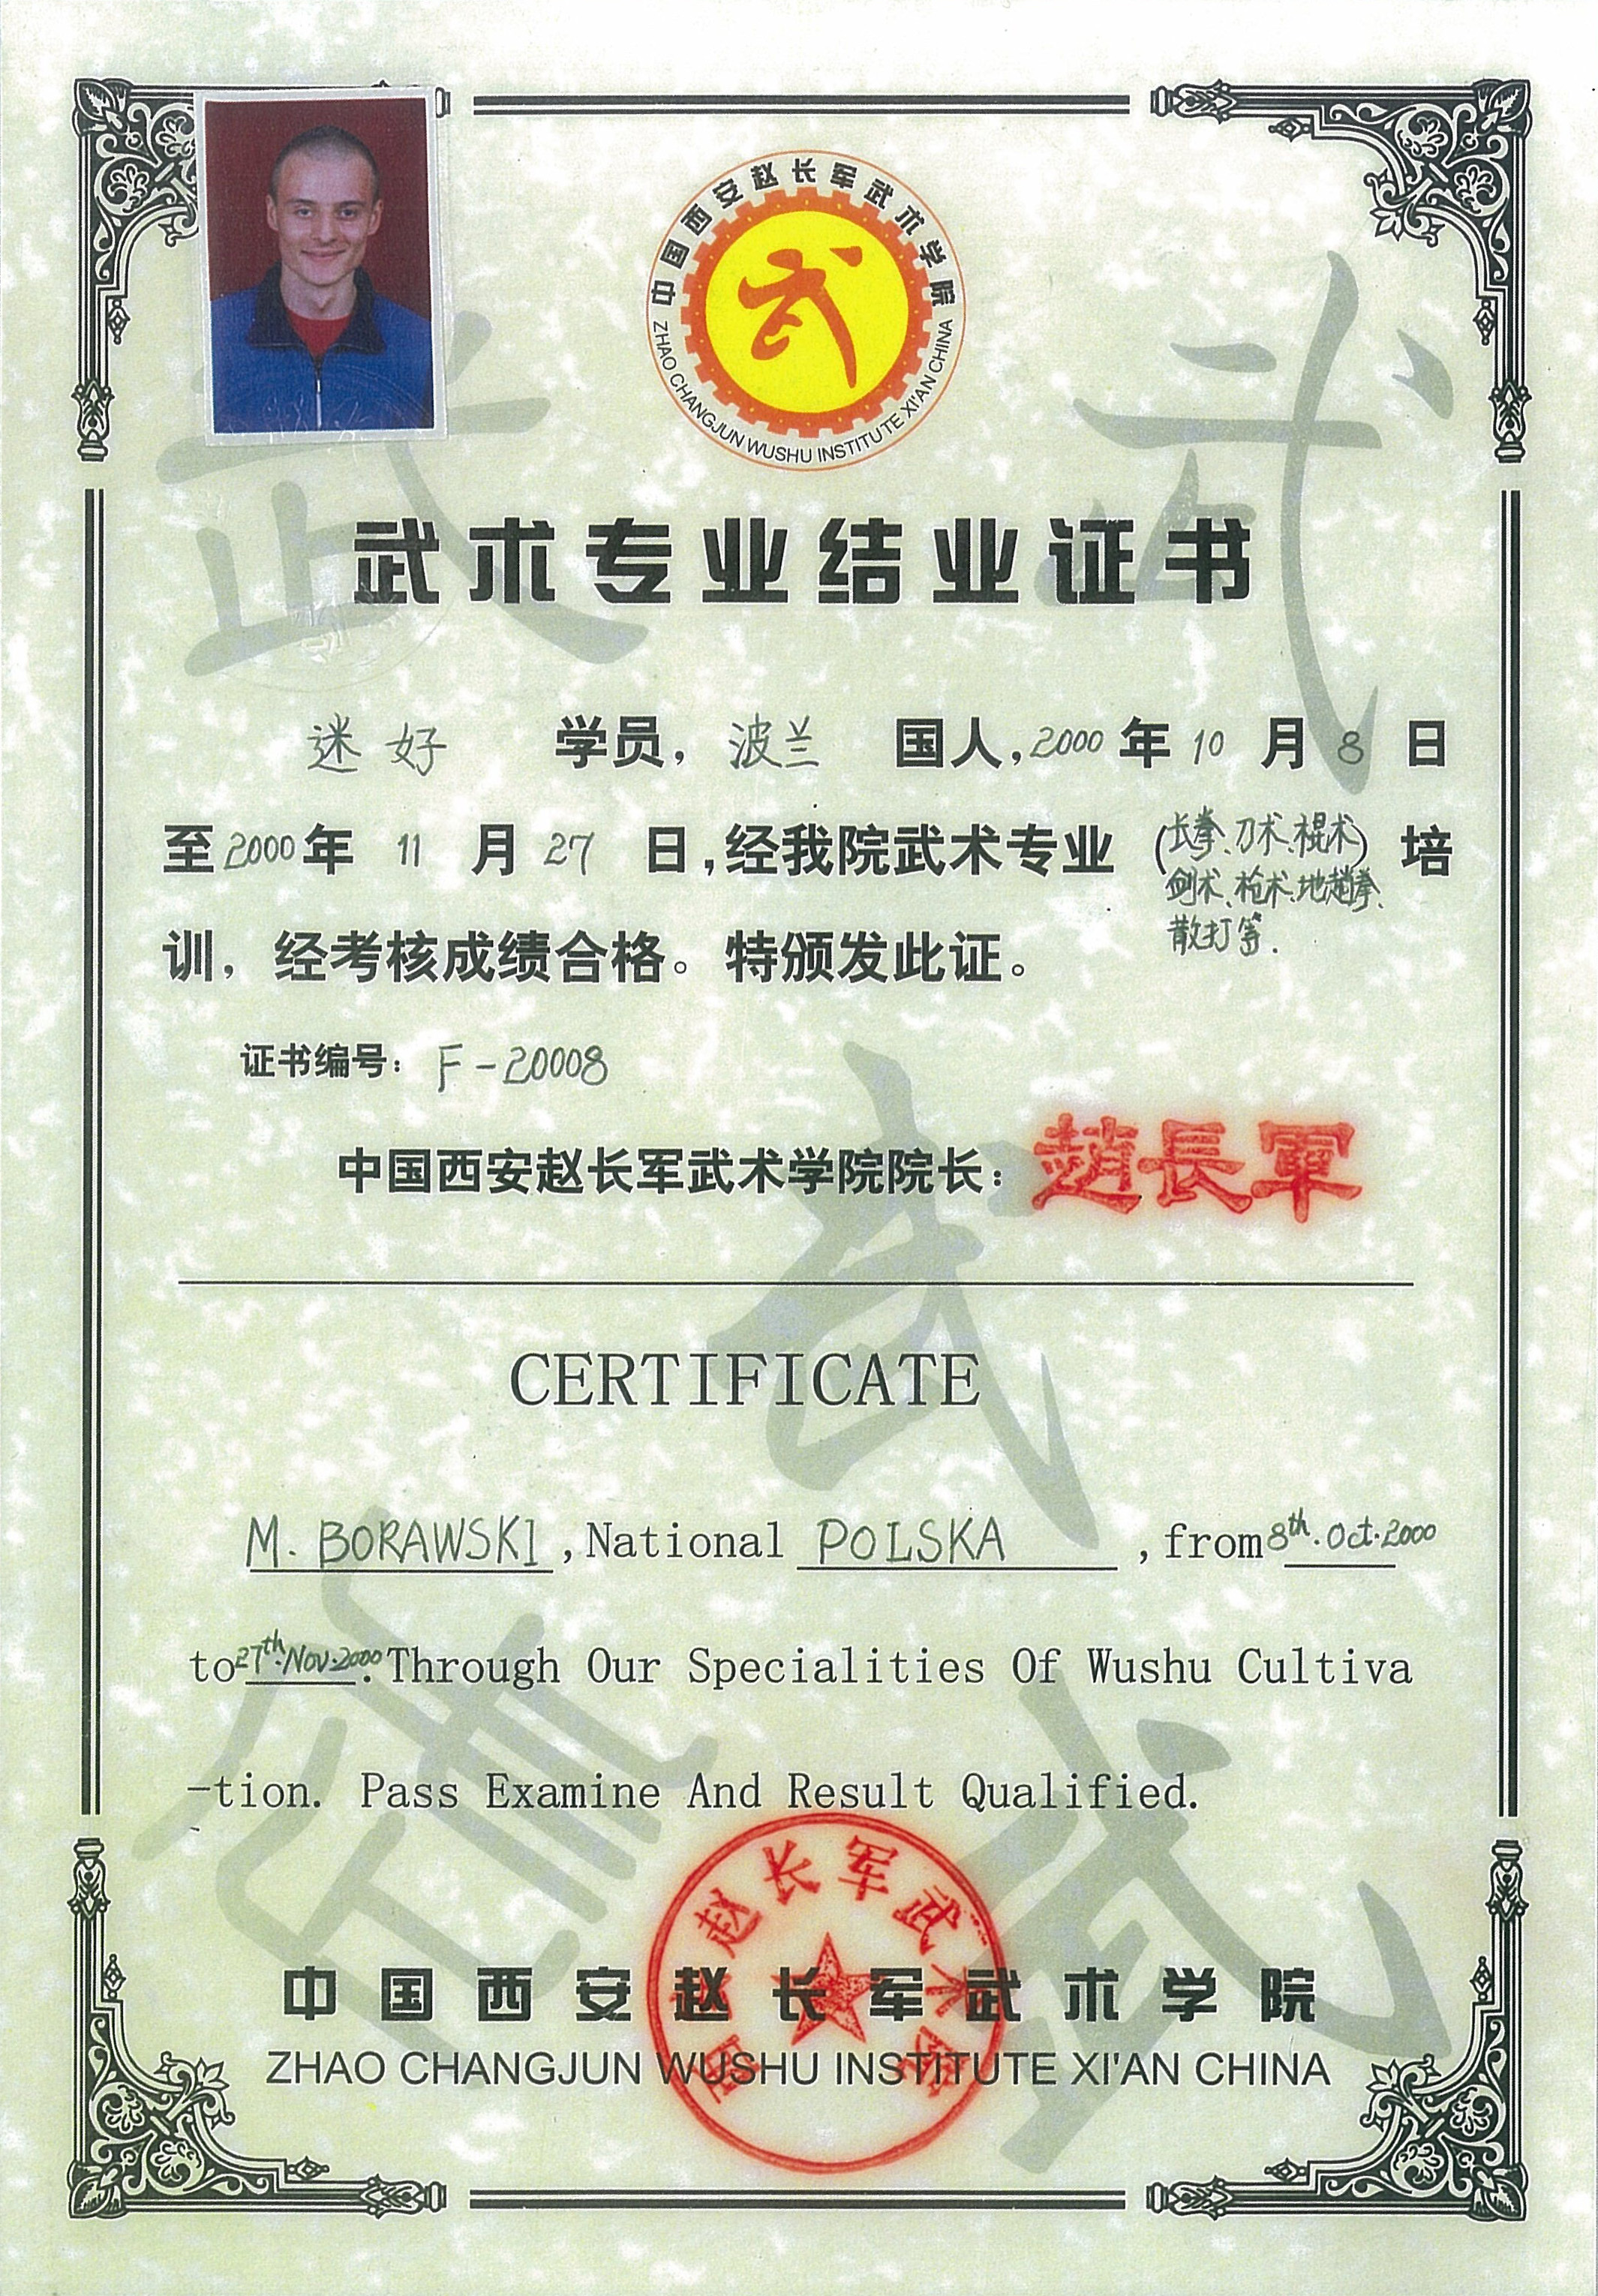 中国西安赵长军武术学院
武
ZHAO CHANGJUN WUSHU INSTITUTE XI'AN CHINA
武术专业结业证书
迷好 学员，波兰 国人，2000 年 10 月 8 日
至 2000 年 11 月 27 日，经我院武术专业 (长拳、刀术、棍术) 培
剑术、枪术、地趟拳、
散打等.
训，经考核成绩合格。特颁发此证。
证书编号：F-20008
中国西安赵长军武术学院院长：趙長軍
CERTIFICATE
M. BORAWSKI ,National POLSKA ,from 8th.Oct.2000
to 27th.Nov.2000. Through Our Specialities Of Wushu Cultiva
-tion. Pass Examine And Result Qualified.
赵长军武术学院
中国西安赵长军武术学院
ZHAO CHANGJUN WUSHU INSTITUTE XI'AN CHINA